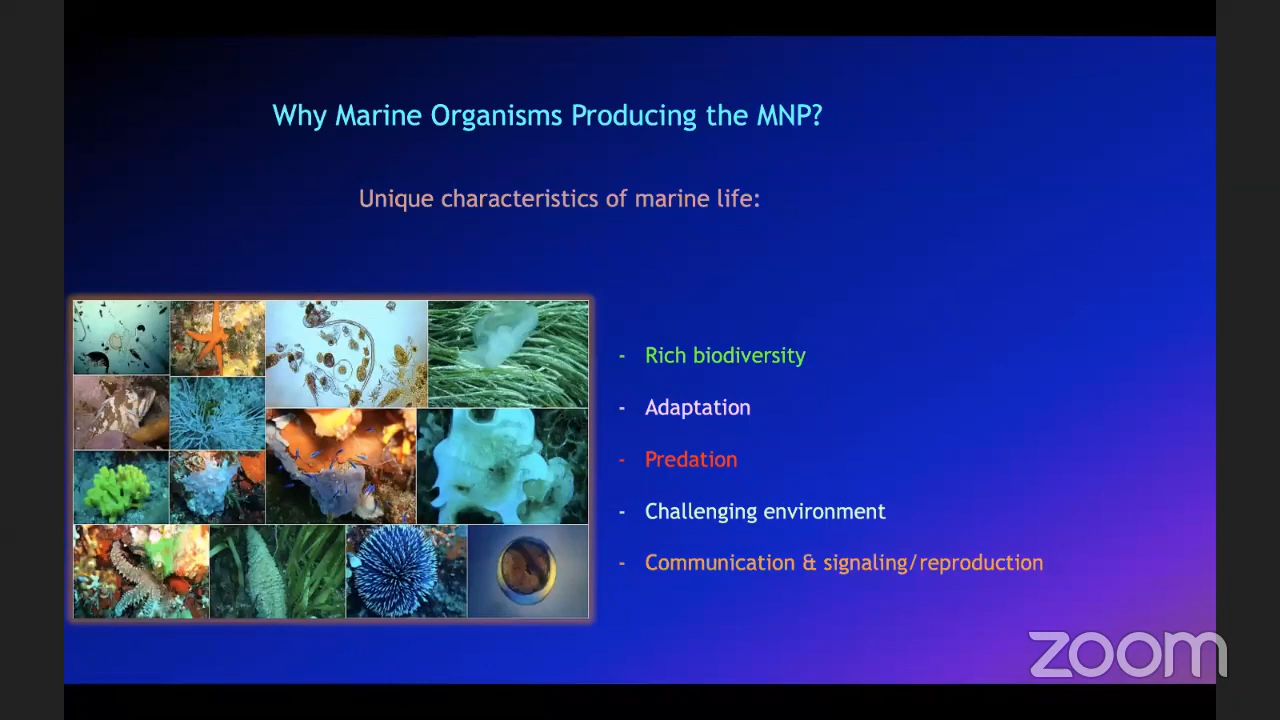 Why Marine Organisms Producing the MNP?
Unique characteristics of marine life:
- Rich biodiversity
- Adaptation
- Predation
- Challenging environment
- Communication & signaling/reproduction
zoom